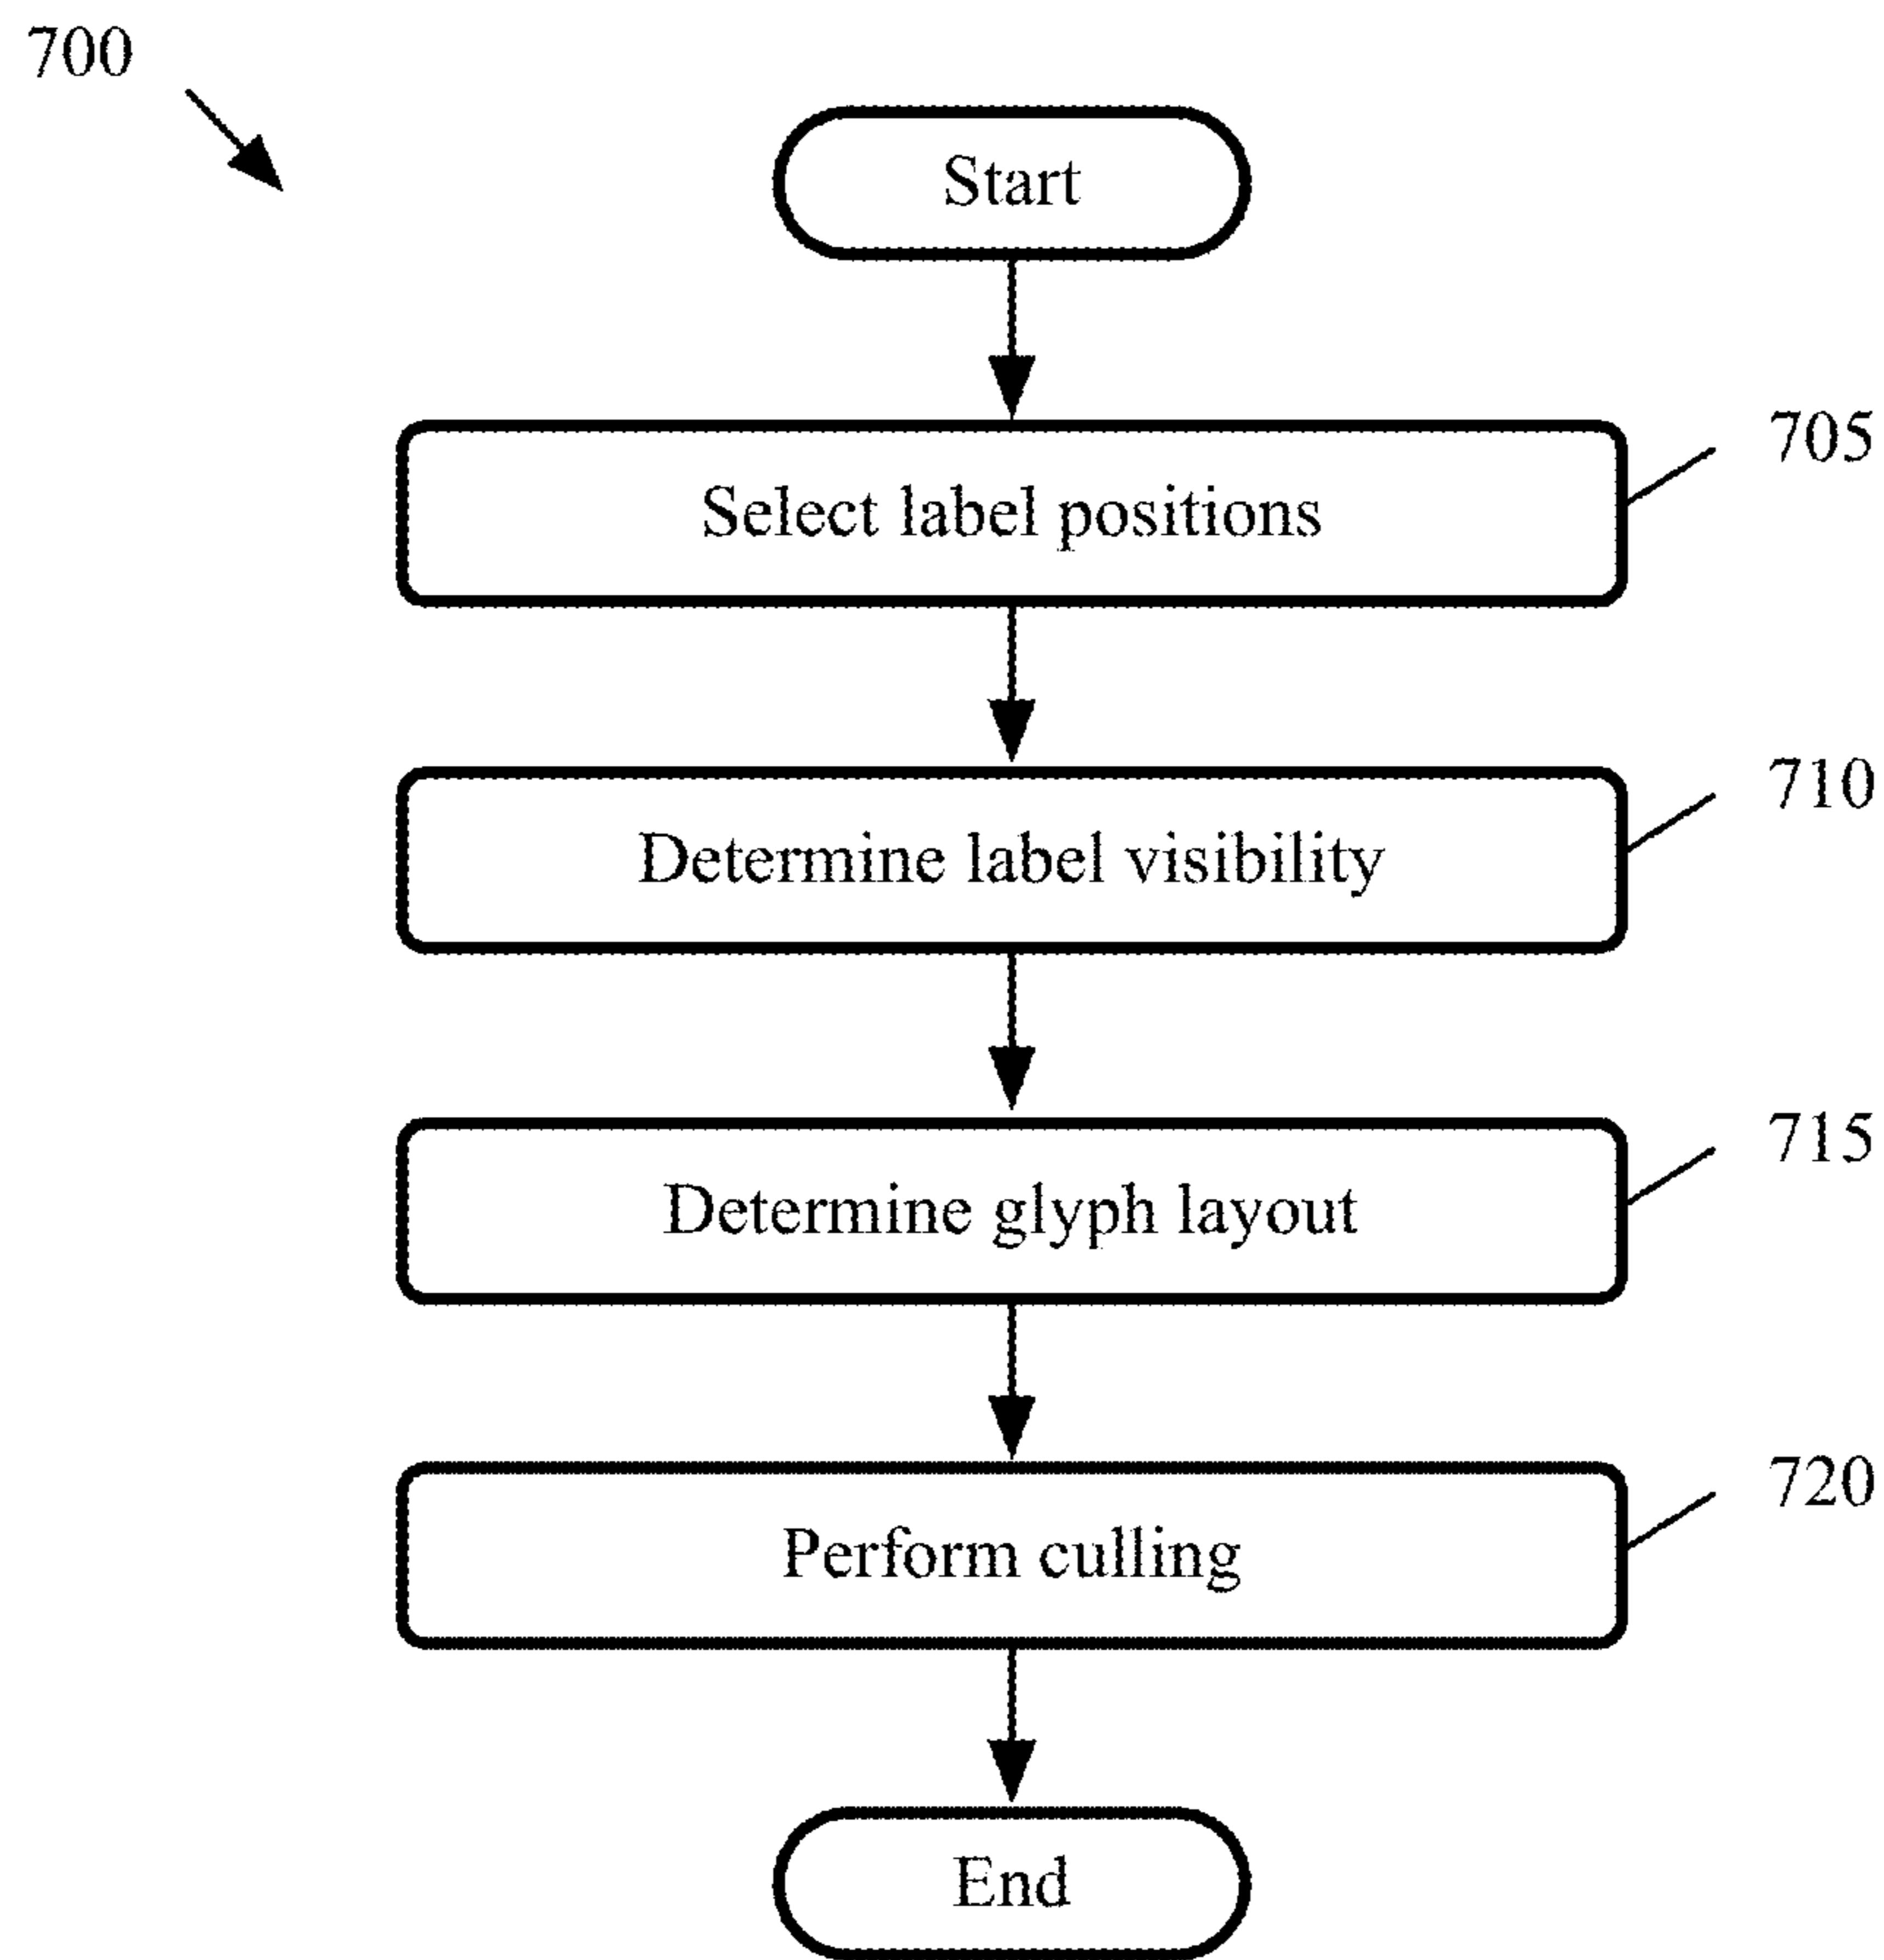 700
Start
705
Select label positions
710
Determine label visibility
715
Determine glyph layout
720
Perform culling
End